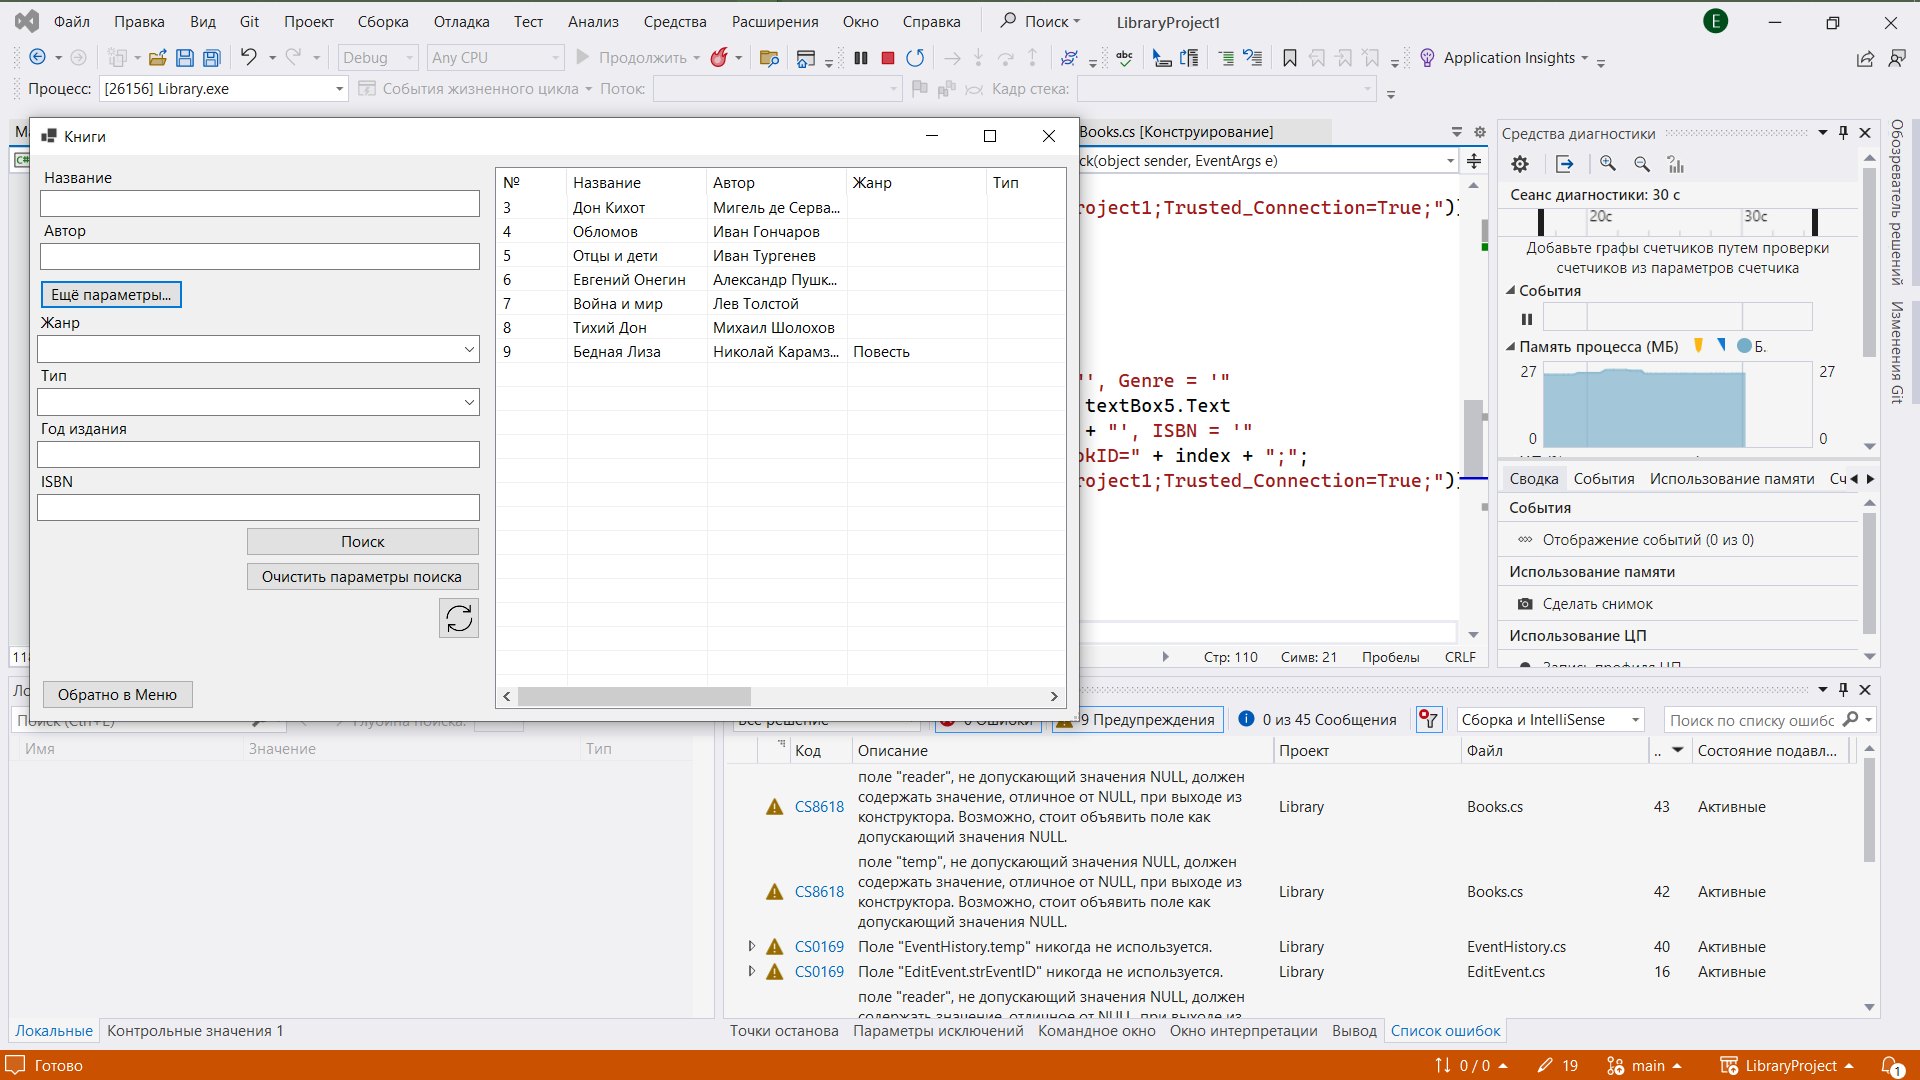 Файл Правка Вид Git Проект Сборка Отладка Тест Анализ Средства Расширения Окно Справка Поиск LibraryProject1 E
Debug Any CPU Продолжить Application Insights
Процесс: [26156] Library.exe События жизненного цикла Поток: Кадр стека:
Книги
Название
Автор
Ещё параметры...
Жанр
Тип
Год издания
ISBN
Поиск
Очистить параметры поиска
Обратно в Меню
№ Название Автор Жанр Тип
3 Дон Кихот Мигель де Серва...
4 Обломов Иван Гончаров
5 Отцы и дети Иван Тургенев
6 Евгений Онегин Александр Пушк...
7 Война и мир Лев Толстой
8 Тихий Дон Михаил Шолохов
9 Бедная Лиза Николай Карамз... Повесть
Books.cs [Конструирование]
ck(object sender, EventArgs e)
roject1;Trusted_Connection=True;")
"', Genre = '"
textBox5.Text
+ "', ISBN = '"
okID=" + index + ";";
roject1;Trusted_Connection=True;")
Стр: 110 Симв: 21 Пробелы CRLF
Средства диагностики
Сеанс диагностики: 30 с
20с 30с
Добавьте графы счетчиков путем проверки
счетчиков из параметров счетчика
События
Память процесса (МБ) Б.
27 27
0 0
Сводка События Использование памяти Сч
События
Отображение событий (0 из 0)
Использование памяти
Сделать снимок
Использование ЦП
Запись профиля ЦП
Обозреватель решений
Изменения Git
Поиск (Ctrl+E) Глубина поиска:
Имя Значение Тип
Все решение 0 Ошибки 9 Предупреждения 0 из 45 Сообщения Сборка и IntelliSense Поиск по списку ошибс
Код Описание Проект Файл .. Состояние подавл...
CS8618 поле "reader", не допускающий значения NULL, должен
содержать значение, отличное от NULL, при выходе из
конструктора. Возможно, стоит объявить поле как
допускающий значения NULL. Library Books.cs 43 Активные
CS8618 поле "temp", не допускающий значения NULL, должен
содержать значение, отличное от NULL, при выходе из
конструктора. Возможно, стоит объявить поле как
допускающий значения NULL. Library Books.cs 42 Активные
CS0169 Поле "EventHistory.temp" никогда не используется. Library EventHistory.cs 40 Активные
CS0169 Поле "EditEvent.strEventID" никогда не используется. Library EditEvent.cs 16 Активные
поле "reader", не допускающий значения NULL, должен
содержать значение, отличное от NULL, при выходе из
Локальные Контрольные значения 1
Точки останова Параметры исключений Командное окно Окно интерпретации Вывод Список ошибок
Готово 0 / 0 19 main LibraryProject 1